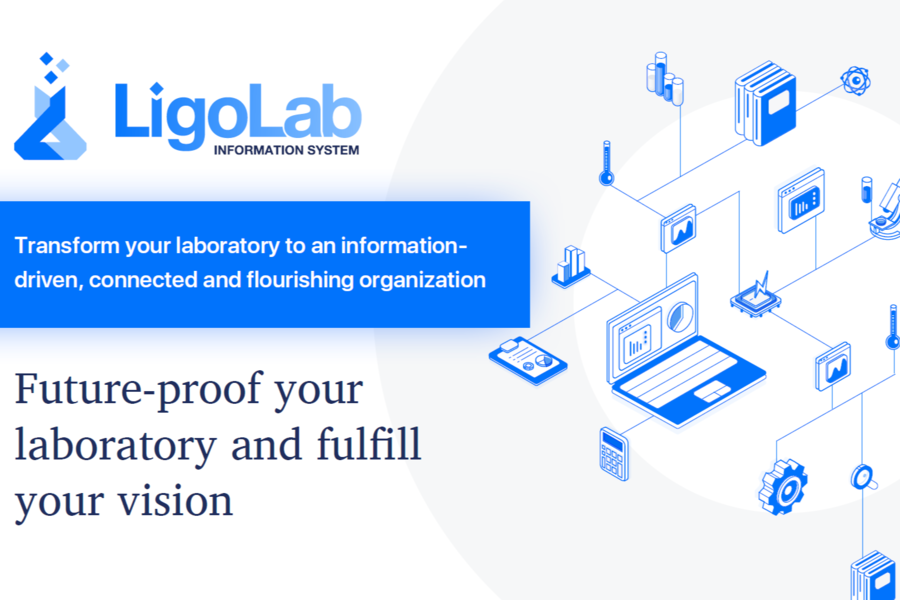 LigoLab
INFORMATION SYSTEM
Transform your laboratory to an information-
driven, connected and flourishing organization
Future-proof your
laboratory and fulfill
your vision